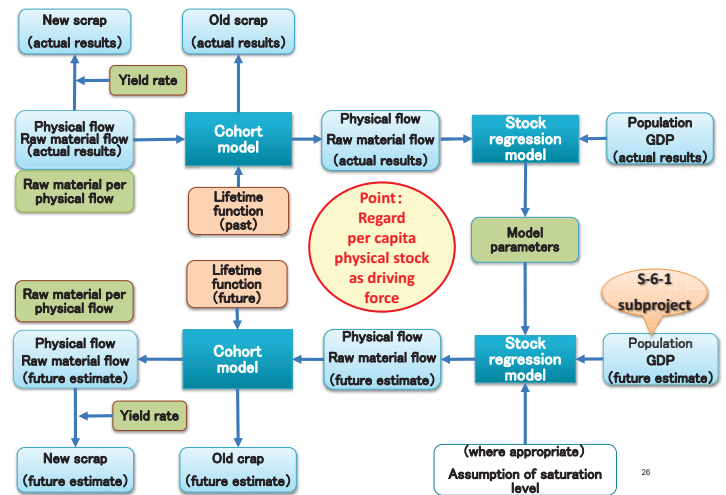 New scrap
(actual results)
Old scrap
(actual results)
Yield rate
Physical flow
Raw material flow
(actual results)
Cohort
model
Physical flow
Raw material flow
(actual results)
Stock
regression
model
Population
GDP
(actual results)
Raw material per
physical flow
Lifetime
function
(past)
Point:
Regard
per capita
physical stock
as driving
force
Model
parameters
Lifetime
function
(future)
Raw material per
physical flow
S-6-1
subproject
Physical flow
Raw material flow
(future estimate)
Cohort
model
Physical flow
Raw material flow
(future estimate)
Stock
regression
model
Population
GDP
(future estimate)
Yield rate
New scrap
(future estimate)
Old crap
(future estimate)
(where appropriate)
Assumption of saturation
level
26